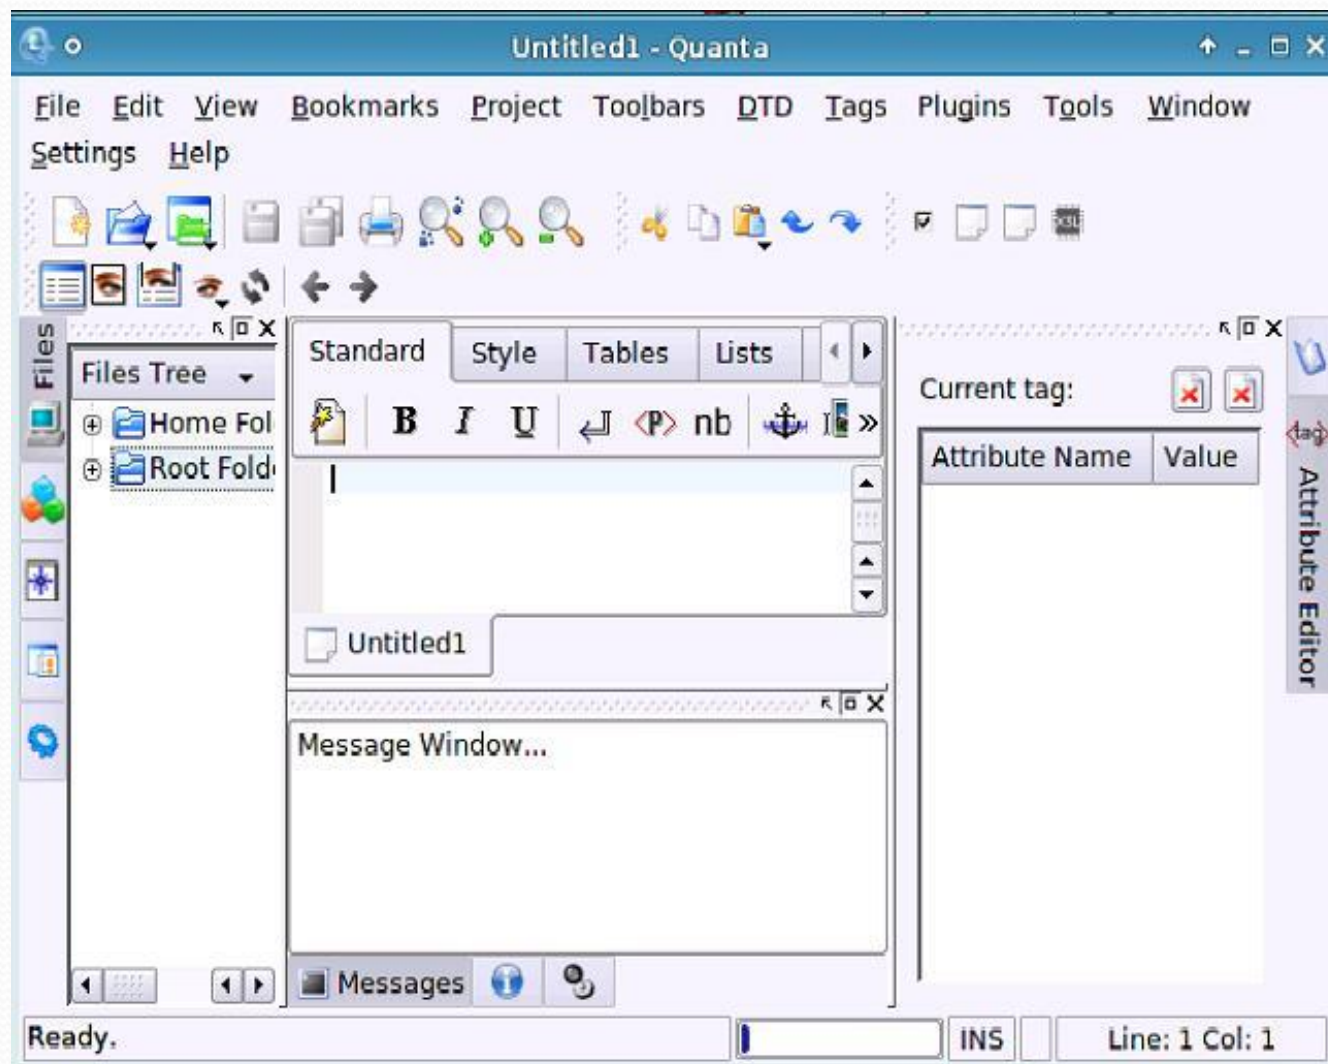 Untitled1 - Quanta
File Edit View Bookmarks Project Toolbars DTD Tags Plugins Tools Window
Settings Help
XSL
Files
Files Tree
Home Fol
Root Fold
Standard Style Tables Lists
B I U <P> nb »
Untitled1
Message Window...
Messages
Current tag:
Attribute Name Value
<tag> Attribute Editor
Ready. INS Line: 1 Col: 1